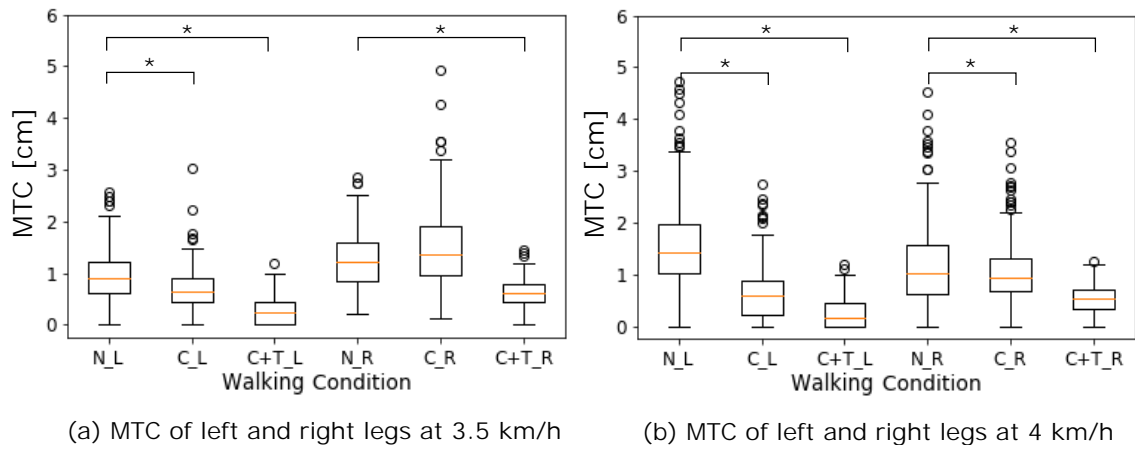 6
5
4
3
2
1
0
MTC [cm]
* * *
*
N_L C_L C+T_L N_R C_R C+T_R
Walking Condition
(a) MTC of left and right legs at 3.5 km/h
6
5
4
3
2
1
0
MTC [cm]
* *
* *
N_L C_L C+T_L N_R C_R C+T_R
Walking Condition
(b) MTC of left and right legs at 4 km/h